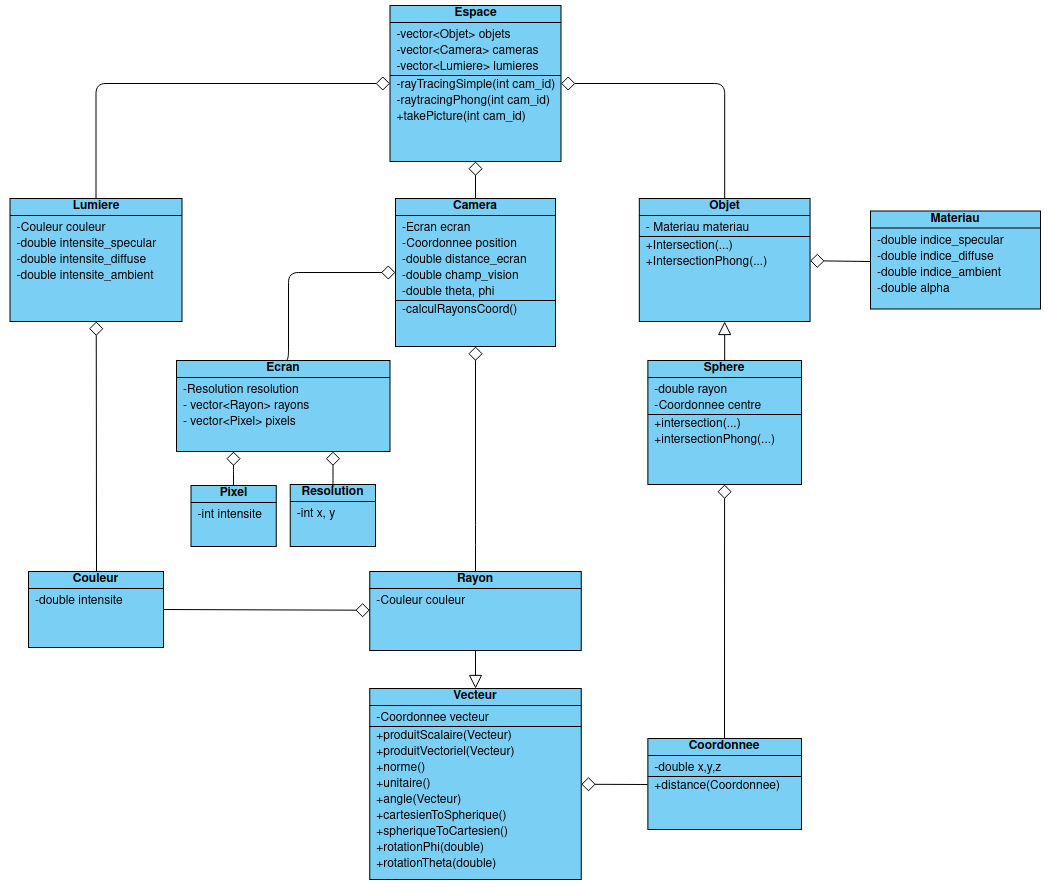 Espace
-vector<Objet> objets
-vector<Camera> cameras
-vector<Lumiere> lumieres
-rayTracingSimple(int cam_id)
-raytracingPhong(int cam_id)
+takePicture(int cam_id)
Lumiere
-Couleur couleur
-double intensite_specular
-double intensite_diffuse
-double intensite_ambient
Camera
-Ecran ecran
-Coordonnee position
-double distance_ecran
-double champ_vision
-double theta, phi
-calculRayonsCoord()
Objet
- Materiau materiau
+Intersection(...)
+IntersectionPhong(...)
Materiau
-double indice_specular
-double indice_diffuse
-double indice_ambient
-double alpha
Ecran
-Resolution resolution
- vector<Rayon> rayons
- vector<Pixel> pixels
Sphere
-double rayon
-Coordonnee centre
+intersection(...)
+intersectionPhong(...)
Pixel
-int intensite
Resolution
-int x, y
Couleur
-double intensite
Rayon
-Couleur couleur
Vecteur
-Coordonnee vecteur
+produitScalaire(Vecteur)
+produitVectoriel(Vecteur)
+norme()
+unitaire()
+angle(Vecteur)
+cartesienToSpherique()
+spheriqueToCartesien()
+rotationPhi(double)
+rotationTheta(double)
Coordonnee
-double x,y,z
+distance(Coordonnee)